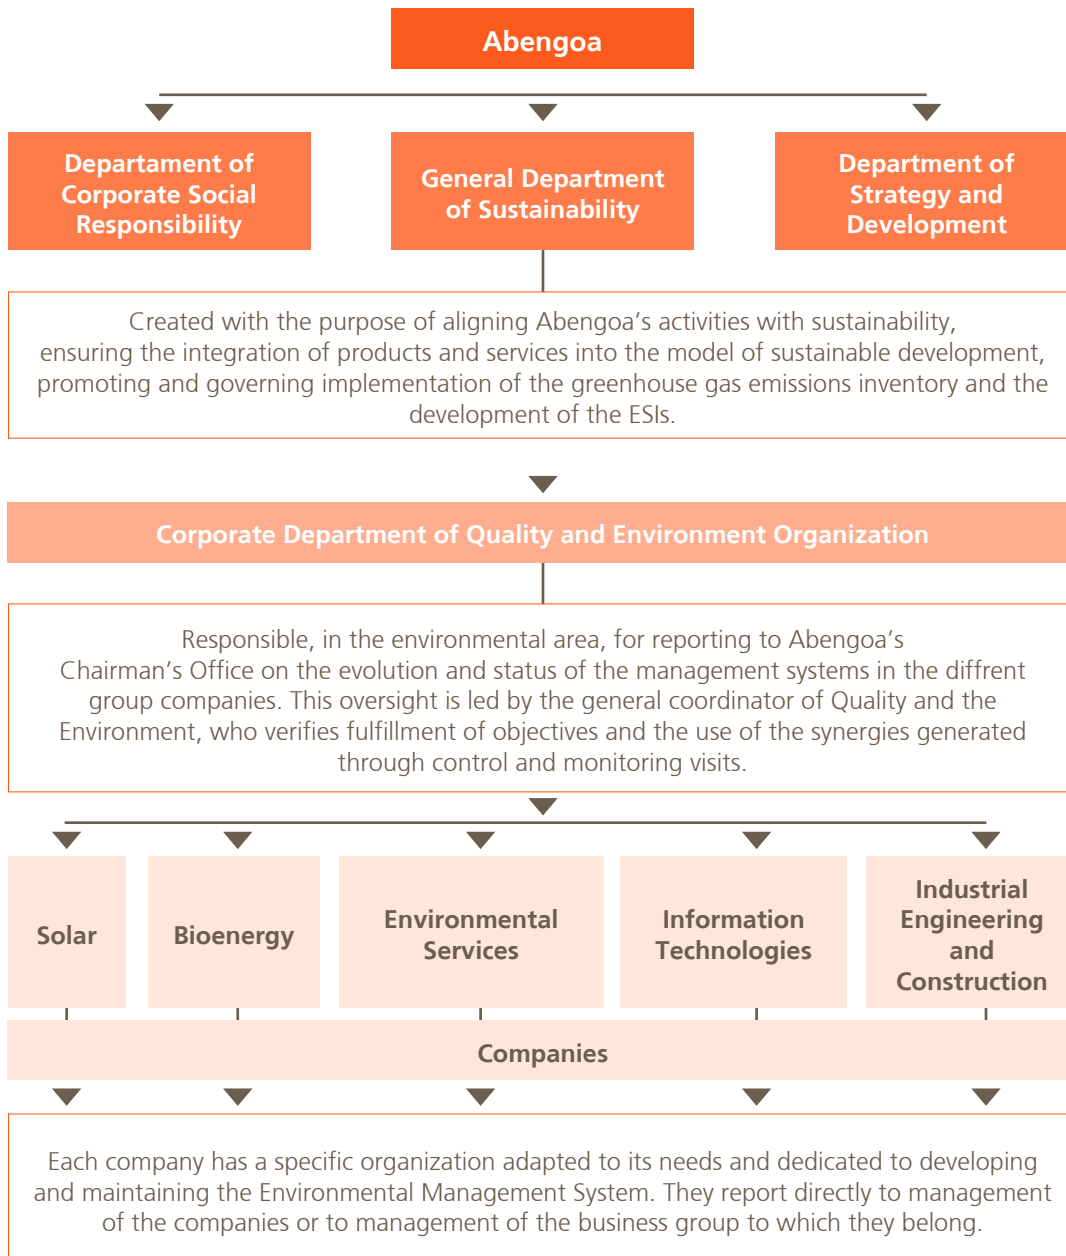 Abengoa
Departament of
Corporate Social
Responsibility
General Department
of Sustainability
Department of
Strategy and
Development
Created with the purpose of aligning Abengoa’s activities with sustainability,
ensuring the integration of products and services into the model of sustainable development,
promoting and governing implementation of the greenhouse gas emissions inventory and the
development of the ESIs.
Corporate Department of Quality and Environment Organization
Responsible, in the environmental area, for reporting to Abengoa’s
Chairman’s Office on the evolution and status of the management systems in the diffrent
group companies. This oversight is led by the general coordinator of Quality and the
Environment, who verifies fulfillment of objectives and the use of the synergies generated
through control and monitoring visits.
Solar
Bioenergy
Environmental
Services
Information
Technologies
Industrial
Engineering
and
Construction
Companies
Each company has a specific organization adapted to its needs and dedicated to developing
and maintaining the Environmental Management System. They report directly to management
of the companies or to management of the business group to which they belong.